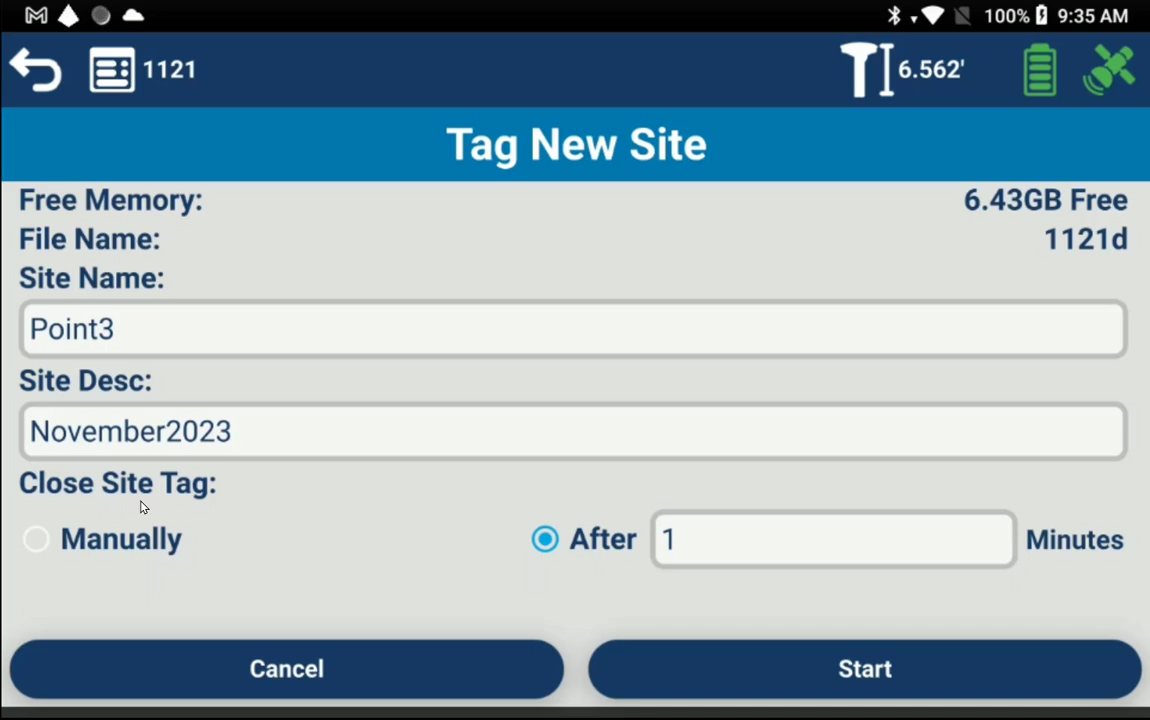 100% 9:35 AM
1121 6.562'
Tag New Site
Free Memory: 6.43GB Free
File Name: 1121d
Site Name:
Point3
Site Desc:
November2023
Close Site Tag:
Manually After 1 Minutes
Cancel Start